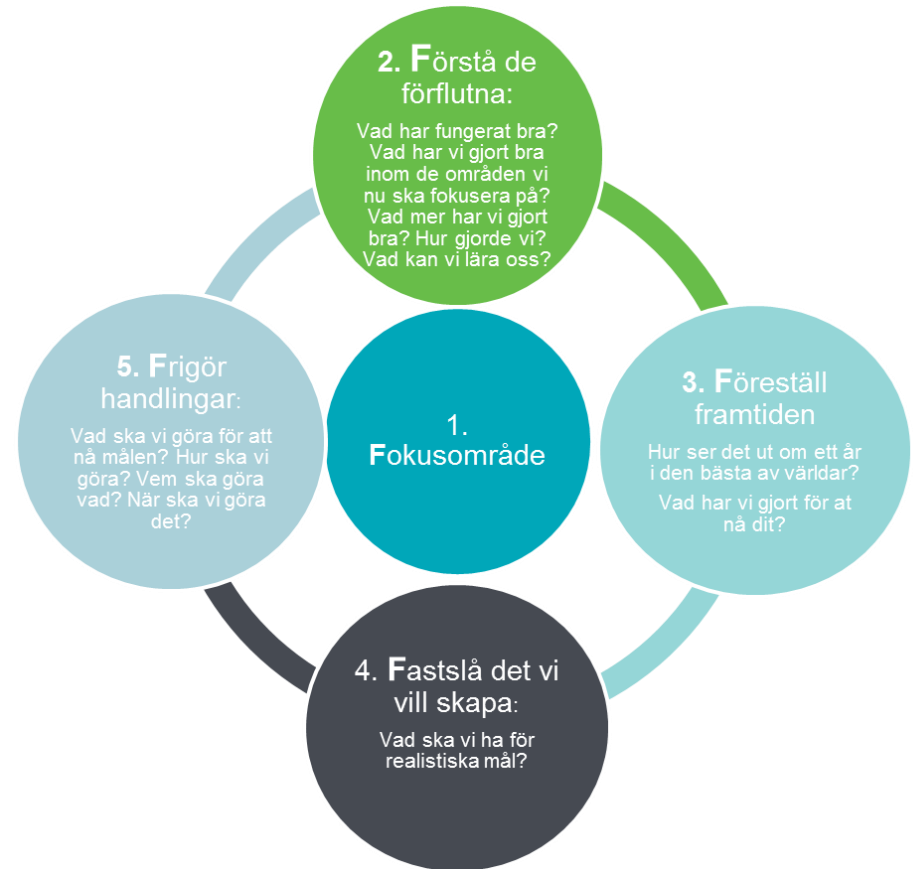 2. Förstå de
förflutna:
Vad har fungerat bra?
Vad har vi gjort bra
inom de områden vi
nu ska fokusera på?
Vad mer har vi gjort
bra? Hur gjorde vi?
Vad kan vi lära oss?
1.
Fokusområde
3. Föreställ
framtiden
Hur ser det ut om ett år
i den bästa av världar?
Vad har vi gjort för at
nå dit?
4. Fastslå det vi
vill skapa:
Vad ska vi ha för
realistiska mål?
5. Frigör
handlingar:
Vad ska vi göra för att
nå målen? Hur ska vi
göra? Vem ska göra
vad? När ska vi göra
det?